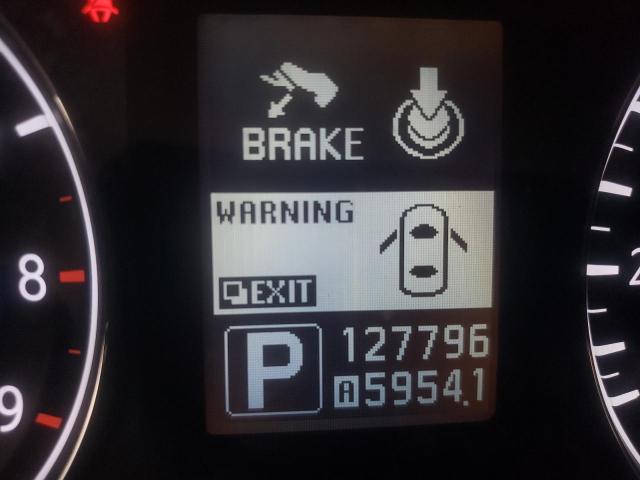 BRAKE
WARNING
EXIT
8
P
127796
A 5954.1
9
2